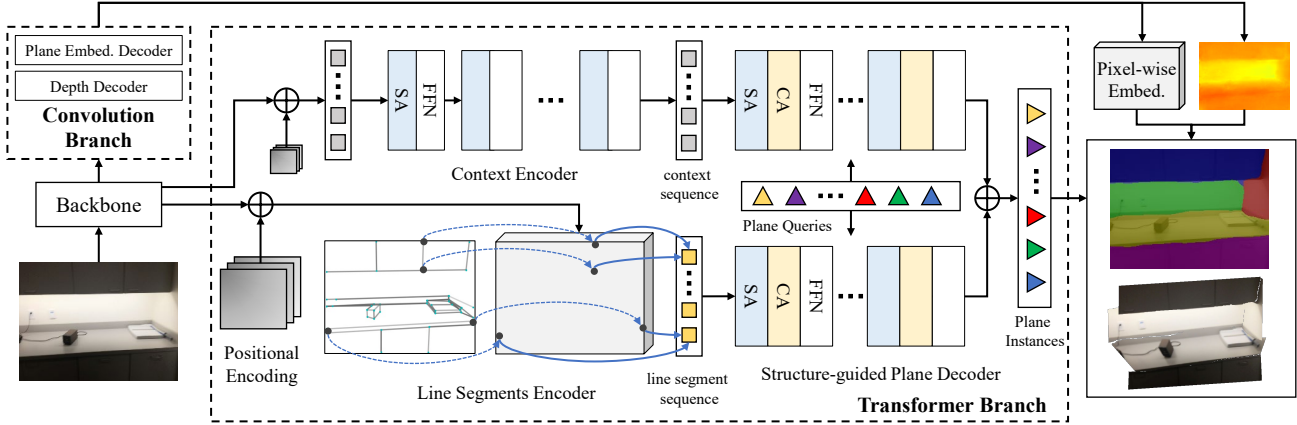 Plane Embed. Decoder
Depth Decoder
Convolution
Branch
Backbone
Positional
Encoding
SA
FFN
Context Encoder
context
sequence
SA
CA
FFN
Plane Queries
Line Segments Encoder
line segment
sequence
SA
CA
FFN
Structure-guided Plane Decoder
Transformer Branch
Plane
Instances
Pixel-wise
Embed.